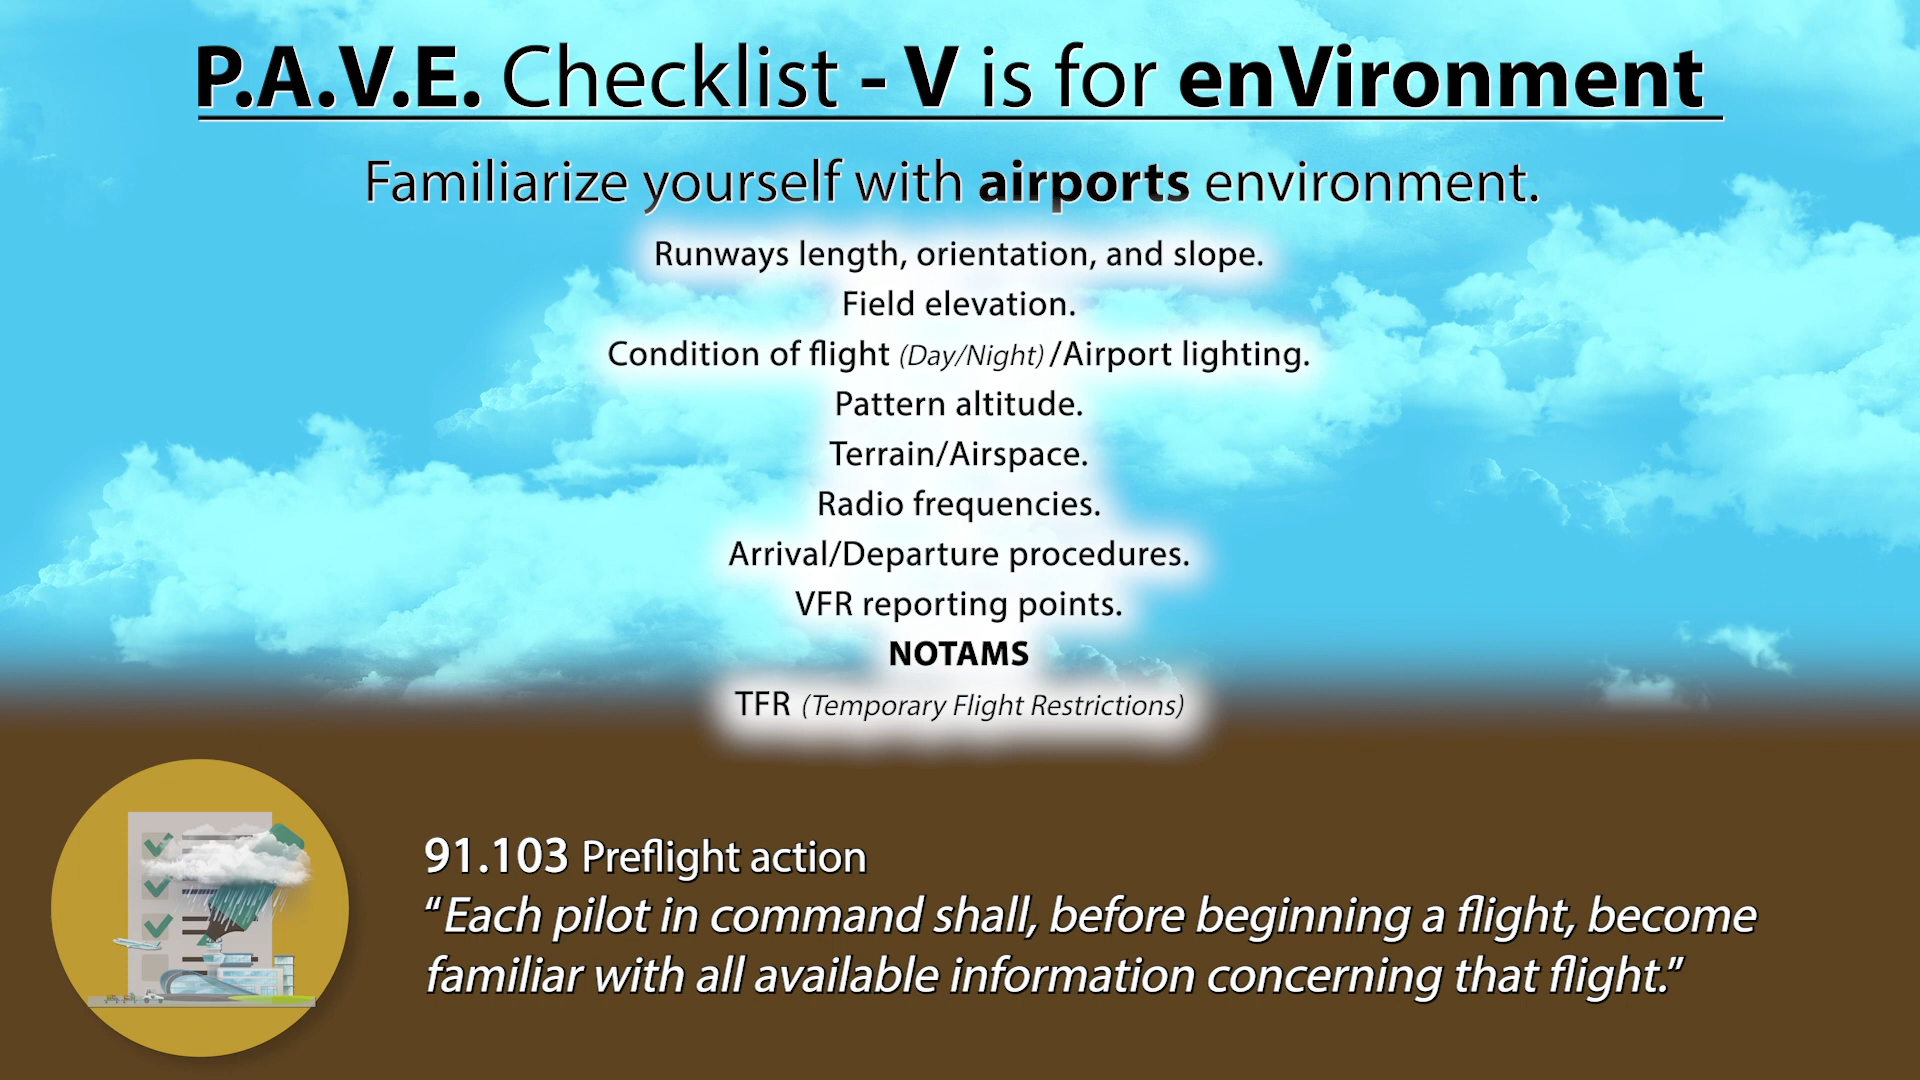 P.A.V.E. Checklist - V is for enVironment
Familiarize yourself with airports environment.
Runways length, orientation, and slope.
Field elevation.
Condition of flight (Day/Night) /Airport lighting.
Pattern altitude.
Terrain/Airspace.
Radio frequencies.
Arrival/Departure procedures.
VFR reporting points.
NOTAMS
TFR (Temporary Flight Restrictions)
91.103 Preflight action
“Each pilot in command shall, before beginning a flight, become
familiar with all available information concerning that flight.”